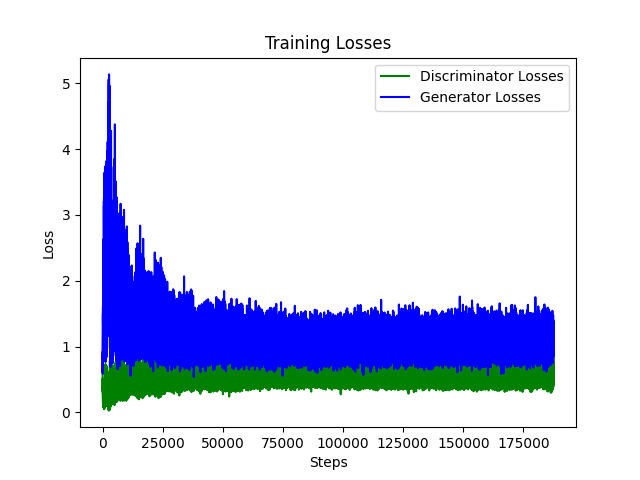 Training Losses
Discriminator Losses
Generator Losses
Loss
5
4
3
2
1
0
0 25000 50000 75000 100000 125000 150000 175000
Steps